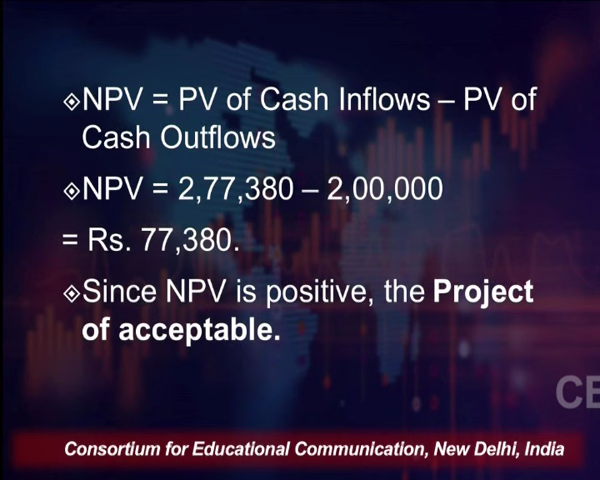 NPV = PV of Cash Inflows – PV of
Cash Outflows
NPV = 2,77,380 – 2,00,000
= Rs. 77,380.
Since NPV is positive, the Project
of acceptable.
CE
Consortium for Educational Communication, New Delhi, India